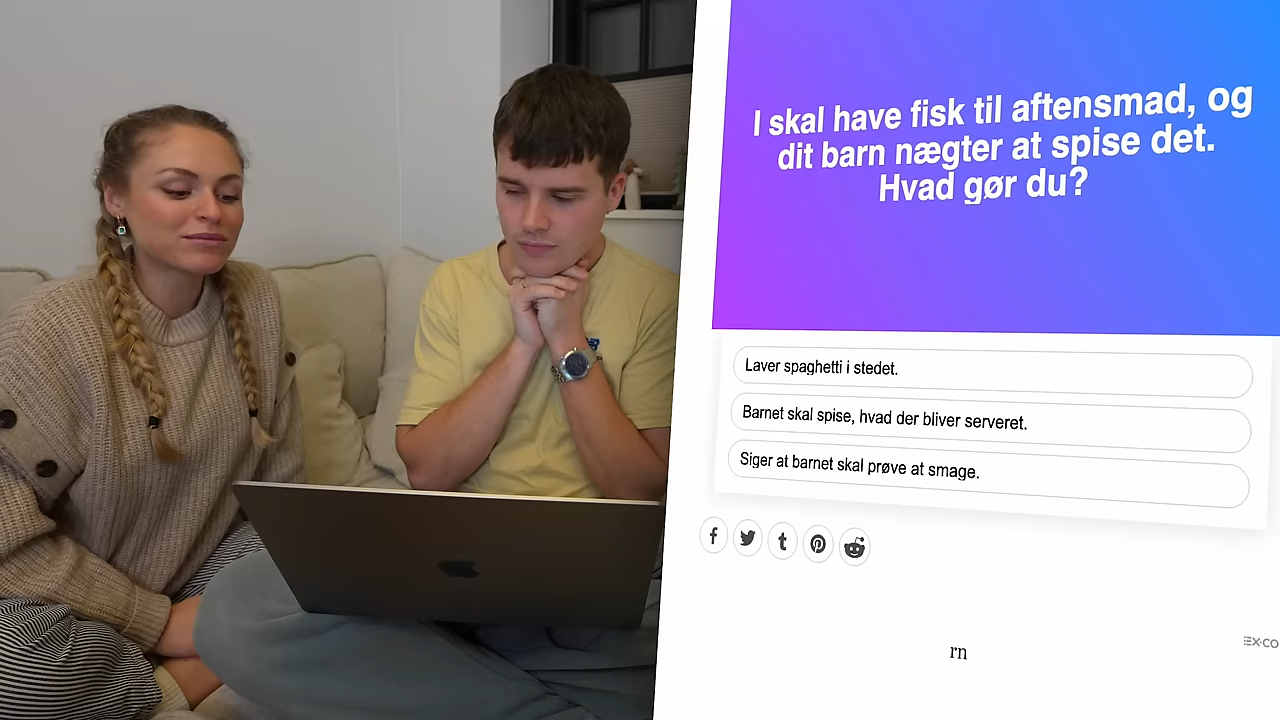 I skal have fisk til aftensmad, og
dit barn nægter at spise det.
Hvad gør du?
Laver spaghetti i stedet.
Barnet skal spise, hvad der bliver serveret.
Siger at barnet skal prøve at smage.
rn
EX.CO